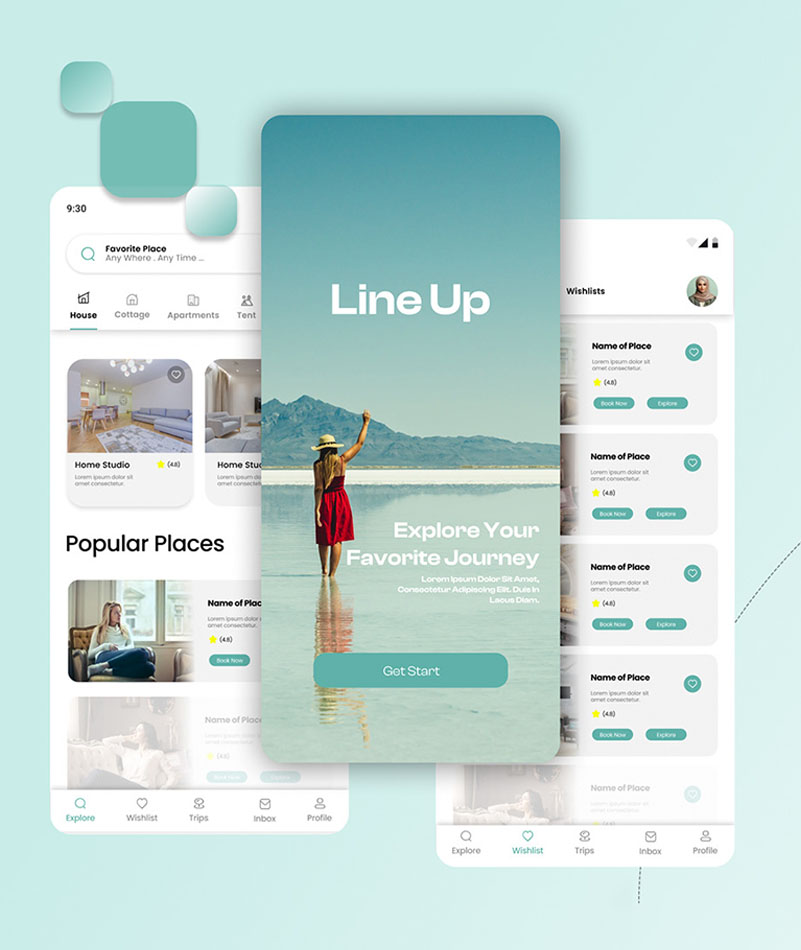 9:30
Favorite Place
Any Where . Any Time ...
House
Cottage
Apartments
Tent
Home Studio
(4.8)
Lorem ipsum dolor sit
amet consectetur.
Home Stu
Lorem ipsum
amet consec
Popular Places
Name of Plac
Lorem ipsum dolor s
amet consectetur.
(4.8)
Book Now
Name of Place
Lorem ipsum dolor sit
amet consectetur.
(4.6)
Book Now
Explore
Explore
Wishlist
Trips
Inbox
Profile
Line Up
Explore Your
Favorite Journey
Lorem Ipsum Dolor Sit Amet,
Consectetur Adipiscing Elit. Duis In
Lacus Diam.
Get Start
Wishlists
Name of Place
Lorem ipsum dolor sit
amet consectetur.
(4.8)
Book Now
Explore
Name of Place
Lorem ipsum dolor sit
amet consectetur.
(4.8)
Book Now
Explore
Name of Place
Lorem ipsum dolor sit
amet consectetur.
(4.8)
Book Now
Explore
Name of Place
Lorem ipsum dolor sit
amet consectetur.
(4.8)
Book Now
Explore
Name of Place
Lorem ipsum dolor sit
amet consectetur.
Explore
Wishlist
Trips
Inbox
Profile